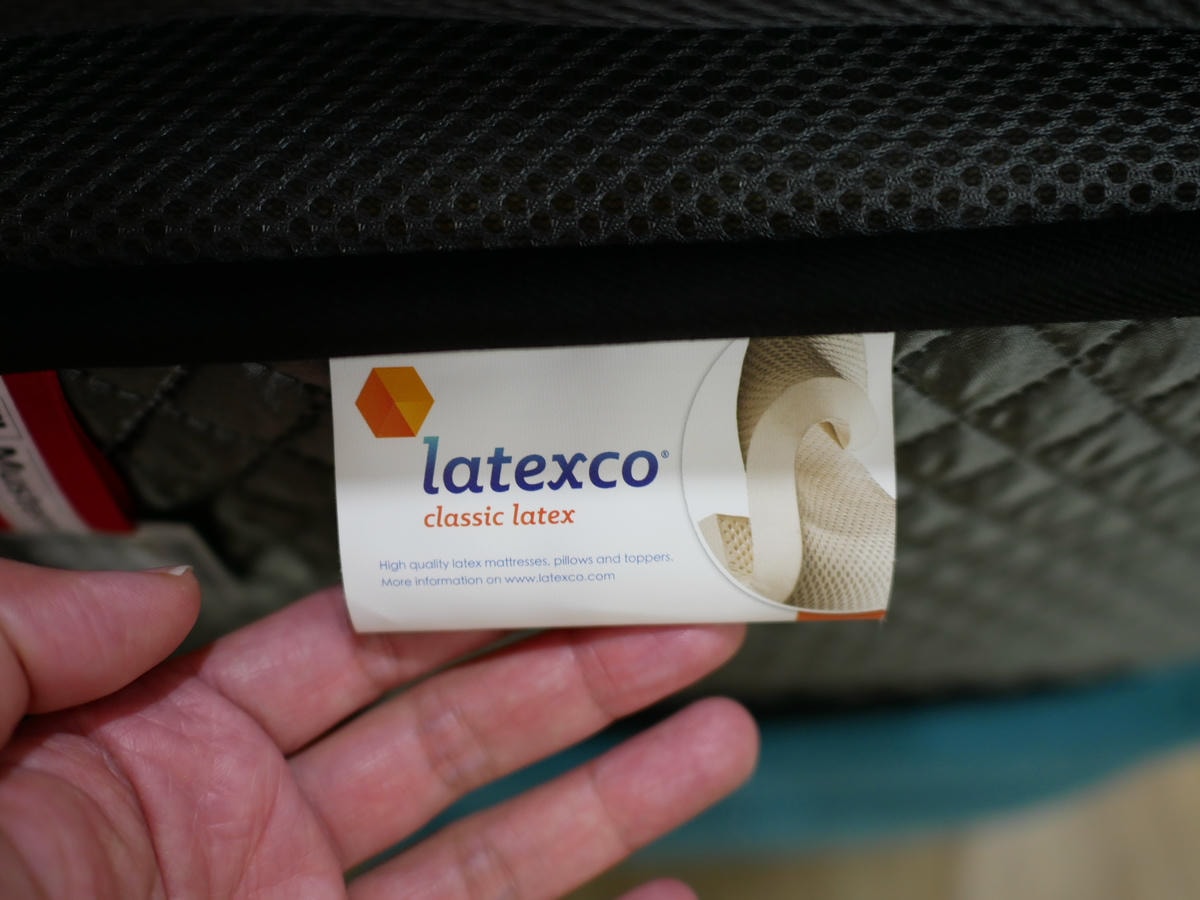 latexco®
classic latex
High quality latex mattresses, pillows and toppers.
More information on www.latexco.com